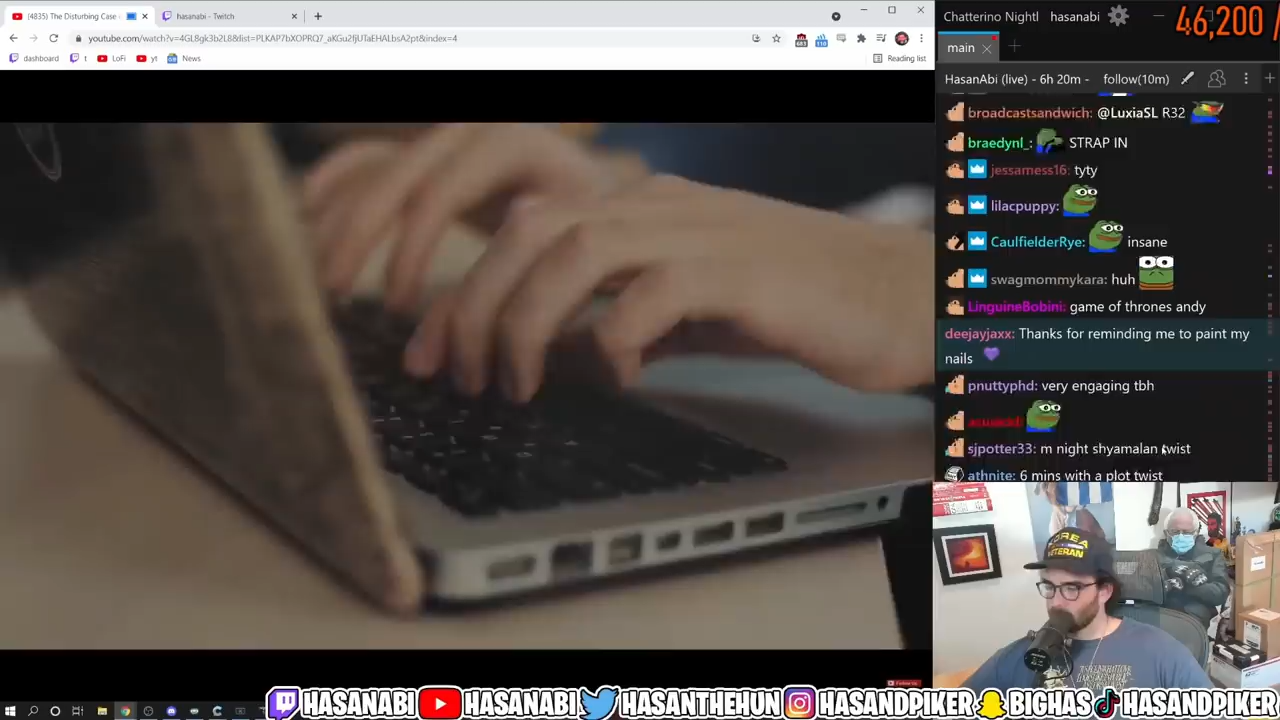 (4835) The Disturbing Case
hasanabi - Twitch
youtube.com/watch?v=4GL8gic3b2L8&list=PLKAP7bXOPRQ7_aKGu2fjUTaEHALbsA2pt&index=4
dashboard
t
LoFi
yt
News
Reading list
Chatterino Nightl
hasanabi
46,200 /
main
HasanAbi (live) - 6h 20m -
follow(10m)
broadcastsandwich: @LuxiaSL R32
braedynl_: STRAP IN
jessamess16: tyty
lilacpuppy:
CaulfielderRye: insane
swagmommykara: huh
LinguineBobini: game of thrones andy
deejayjaxx: Thanks for reminding me to paint my
nails
pnuttyphd: very engaging tbh
sjpotter33: m night shyamalan twist
athnite: 6 mins with a plot twist
KOREA
VETERAN
HASANABI
HASANABI
HASANTHEHUN
HASANDPIKER
BIGHAS
HASANDPIKER